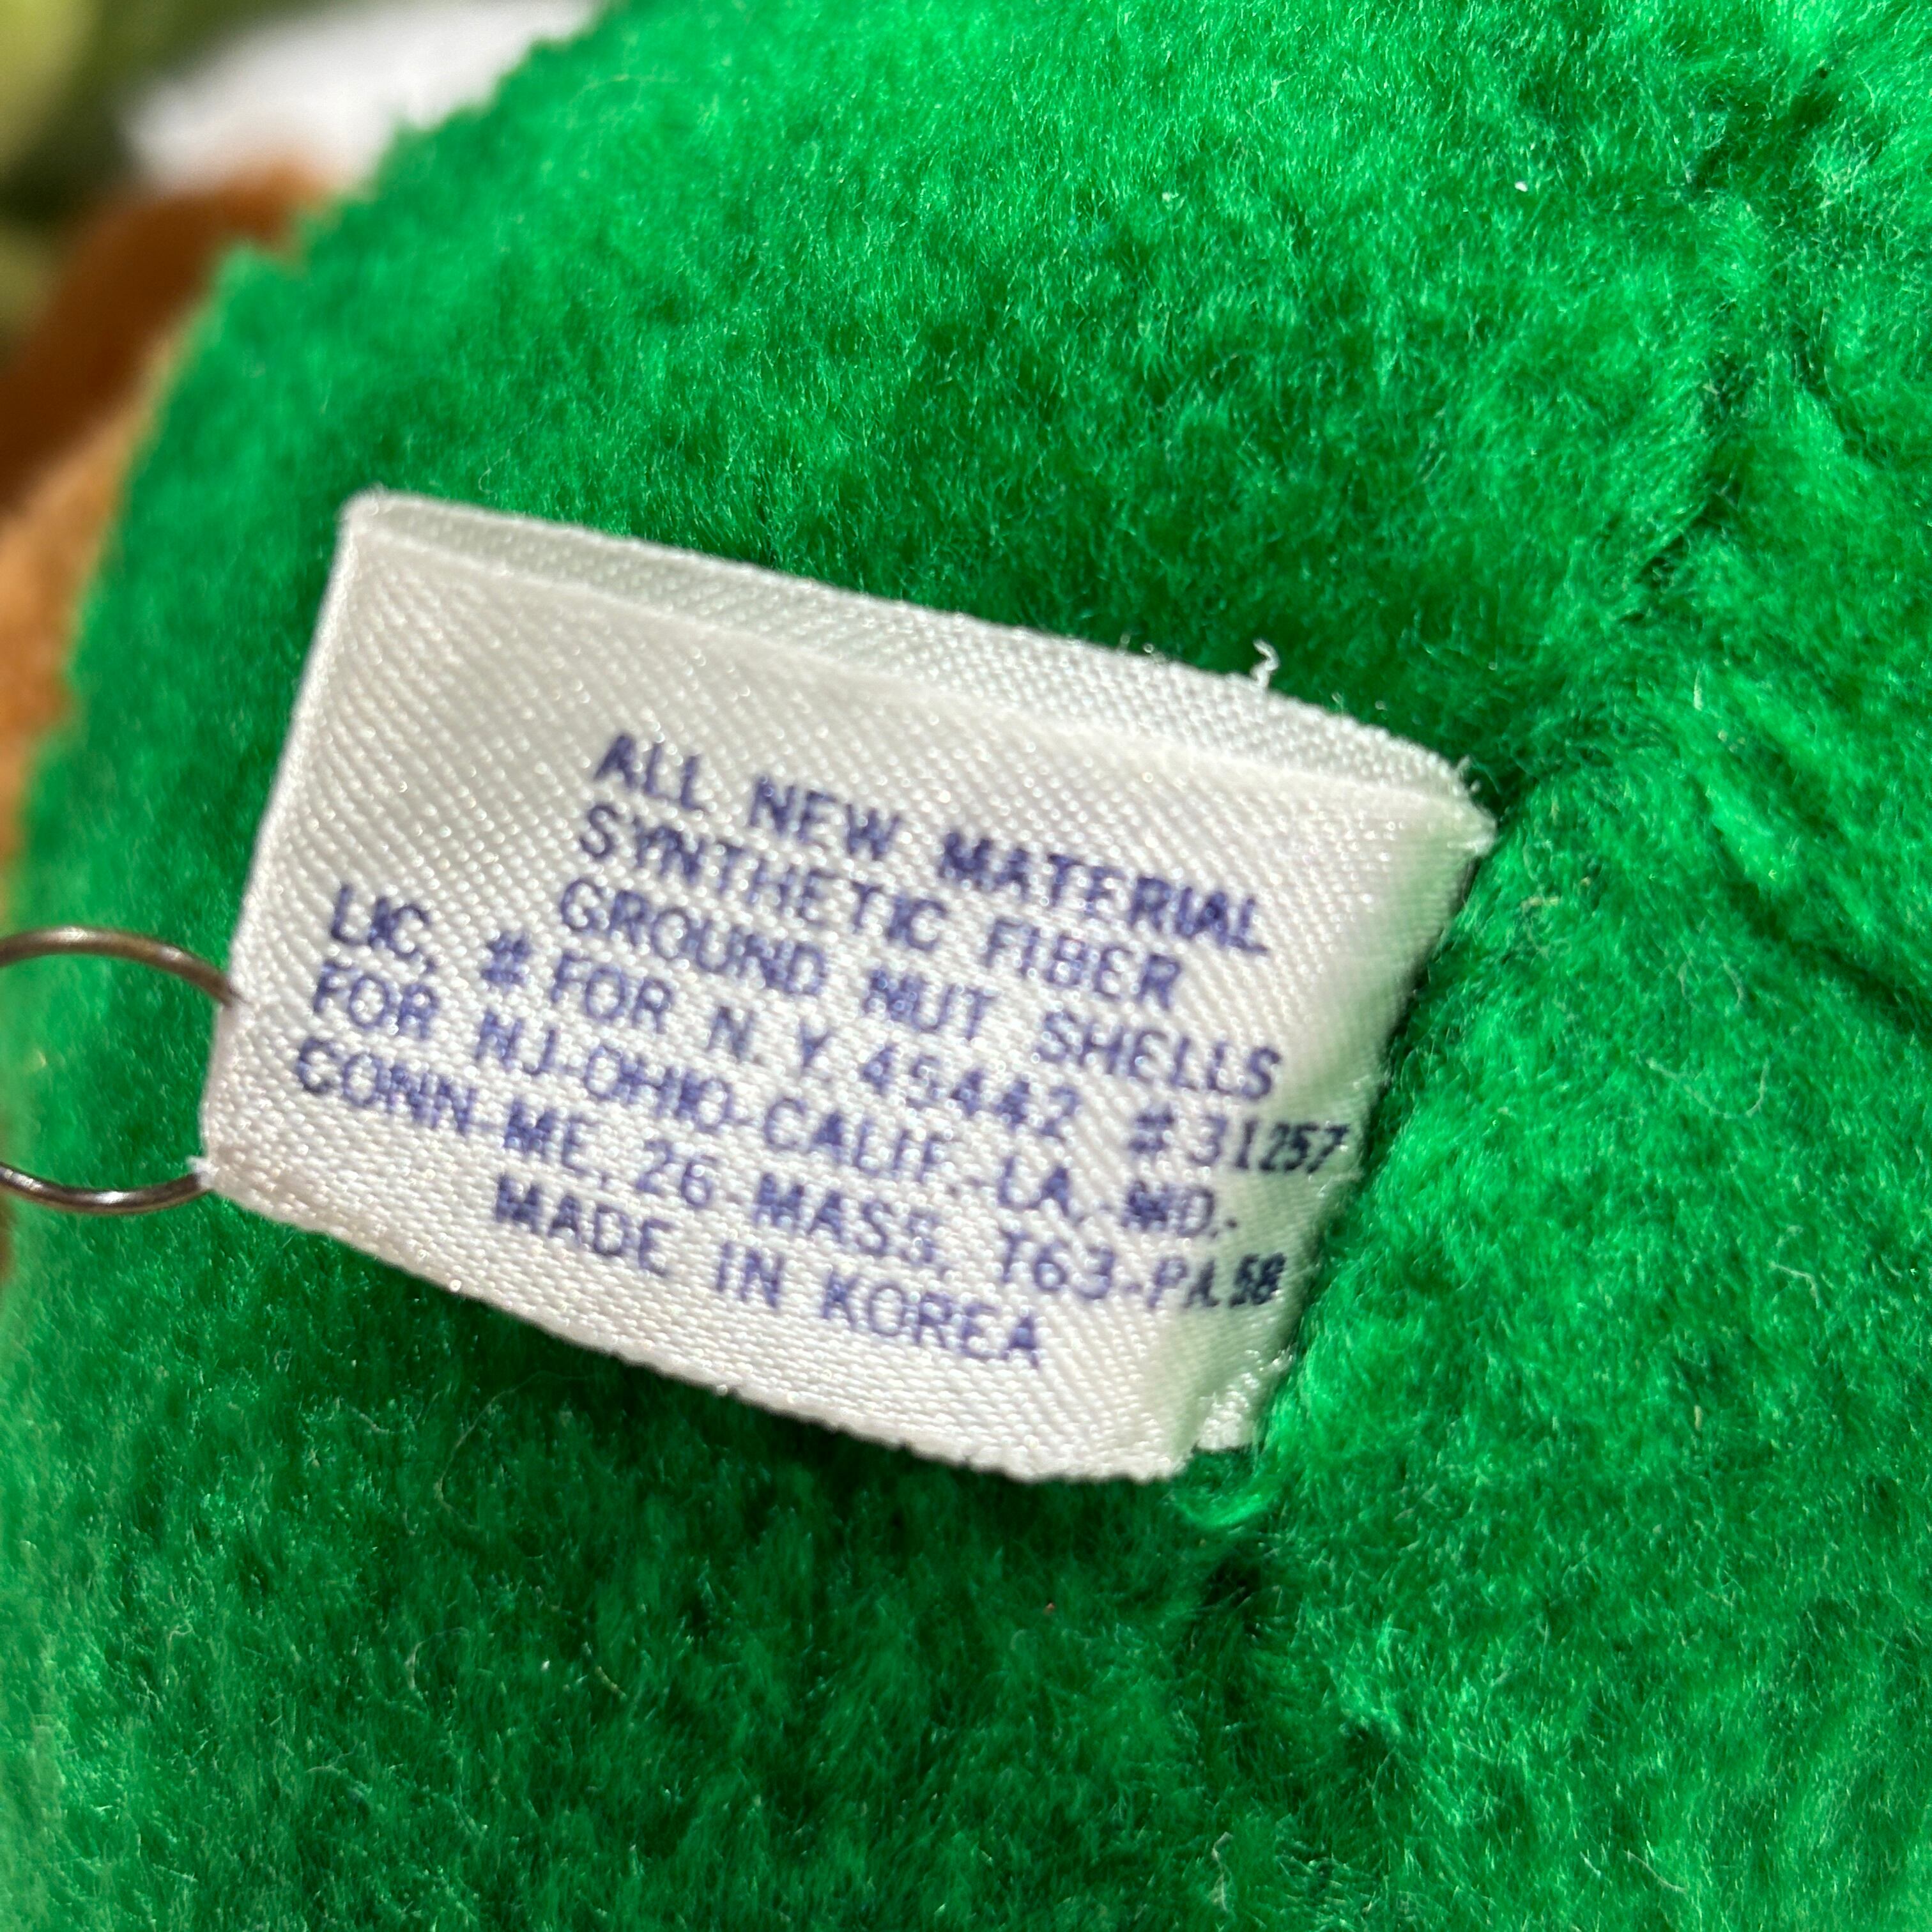 ALL NEW MATERIAL
SYNTHETIC FIBER
GROUND NUT SHELLS
LIC. # FOR N.Y. 45442 #31257
FOR NJ.-OHIO-CALIF.-LA.-MD.-
CONN-ME. 26-MASS. T63-PA.58
MADE IN KOREA